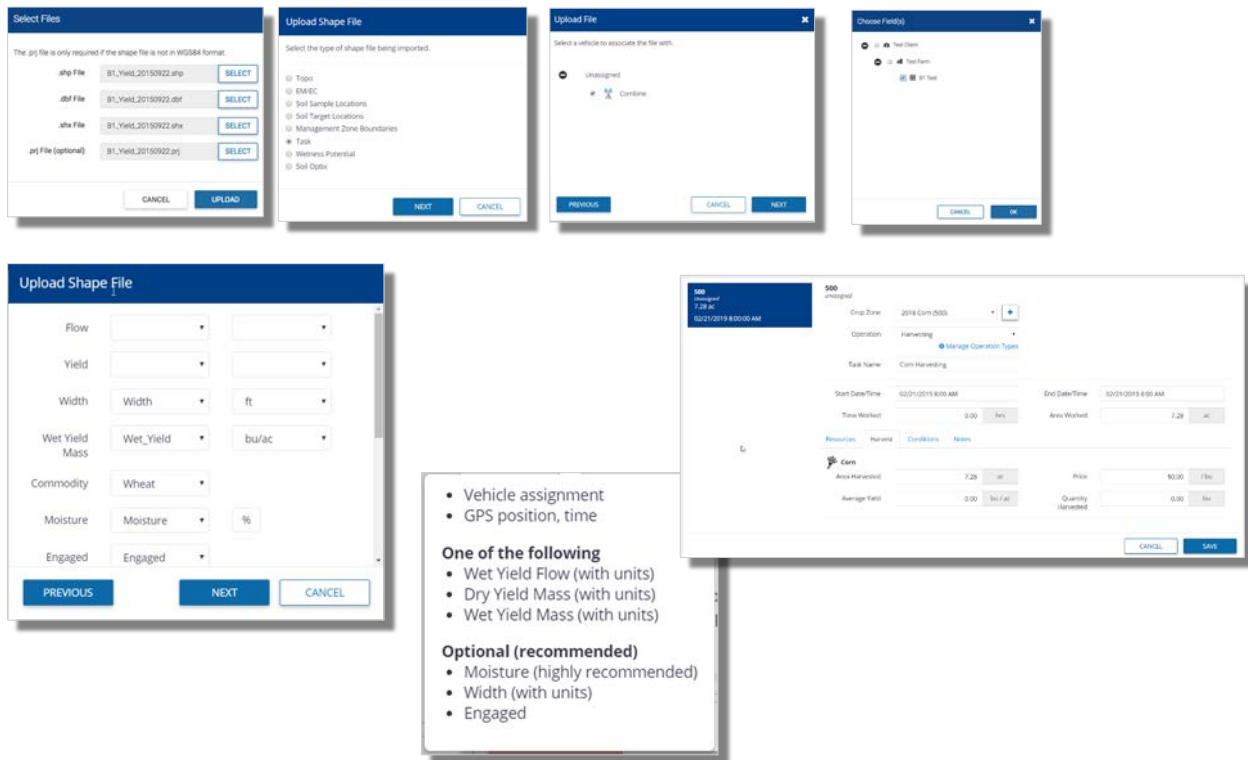 Select Files
The .prj file is only required if the shape file is not in WGS84 format.
.shp File B1_Yield_20150922.shp SELECT
.dbf File B1_Yield_20150922.dbf SELECT
.shx File B1_Yield_20150922.shx SELECT
.prj File (optional) B1_Yield_20150922.prj SELECT
CANCEL UPLOAD
Upload Shape File
Select the type of shape file being imported.
Topo
EM/EC
Soil Sample Locations
Soil Target Locations
Management Zone Boundaries
Task
Wetness Potential
Soil Optix
NEXT CANCEL
Upload File
Select a vehicle to associate the file with.
Unassigned
Combine
PREVIOUS CANCEL NEXT
Choose Field(s)
Test Client
Test Farm
B1 Test
CANCEL OK
Upload Shape File
Flow
Yield
Width Width ft
Wet Yield Mass Wet_Yield bu/ac
Commodity Wheat
Moisture Moisture %
Engaged Engaged
PREVIOUS NEXT CANCEL
Vehicle assignment
GPS position, time
One of the following
Wet Yield Flow (with units)
Dry Yield Mass (with units)
Wet Yield Mass (with units)
Optional (recommended)
Moisture (highly recommended)
Width (with units)
Engaged
500
Unassigned
7.28 ac
02/21/2019 8:00:00 AM
500
unassigned
Crop Zone 2018 Corn (500)
Operation Harvesting
Manage Operation Types
Task Name Corn Harvesting
Start Date/Time 02/21/2019 8:00 AM End Date/Time 02/21/2019 8:00 AM
Time Worked 0.00 hrs Area Worked 7.28 ac
Resources Harvest Conditions Notes
Corn
Area Harvested 7.28 ac Price $0.00 / bu
Average Yield 0.00 bu / ac Quantity Harvested 0.00 bu
CANCEL SAVE